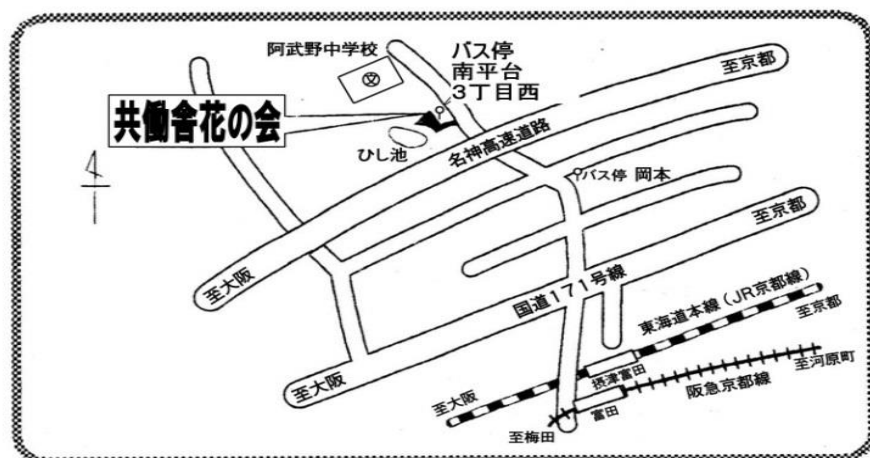 阿武野中学校
文
バス停
南平台
3丁目西
至京都
共働舎花の会
ひし池
名神高速道路
バス停 岡本
至京都
至大阪
国道171号線
東海道本線(JR京都線)
至京都
至大阪
摂津富田
阪急京都線
至河原町
至大阪
富田
至梅田